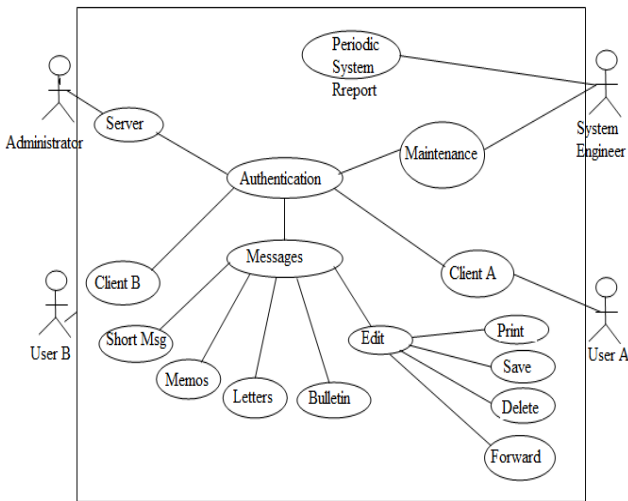 Periodic
System
Rreport
Administrator
Server
System
Engineer
Maintenance
Authentication
Messages
Client B
Client A
User B
User A
Short Msg
Edit
Print
Save
Memos
Letters
Bulletin
Delete
Forward